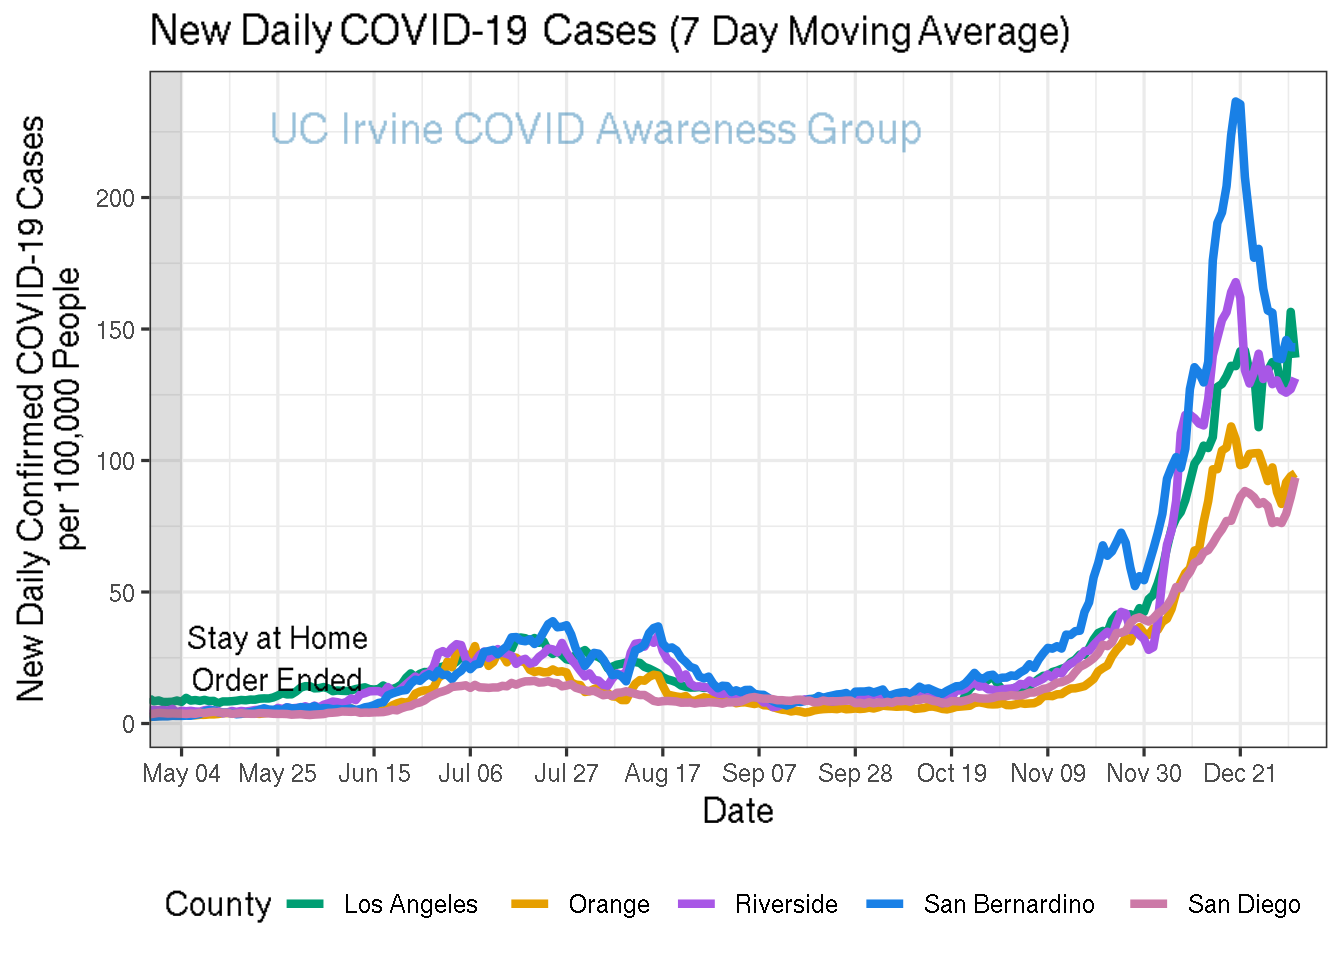 New Daily COVID-19 Cases (7 Day Moving Average)
UC Irvine COVID Awareness Group
New Daily Confirmed COVID-19 Cases
per 100,000 People
200
150
100
50
0
Stay at Home
Order Ended
May 04 May 25 Jun 15 Jul 06 Jul 27 Aug 17 Sep 07 Sep 28 Oct 19 Nov 09 Nov 30 Dec 21
Date
County Los Angeles Orange Riverside San Bernardino San Diego